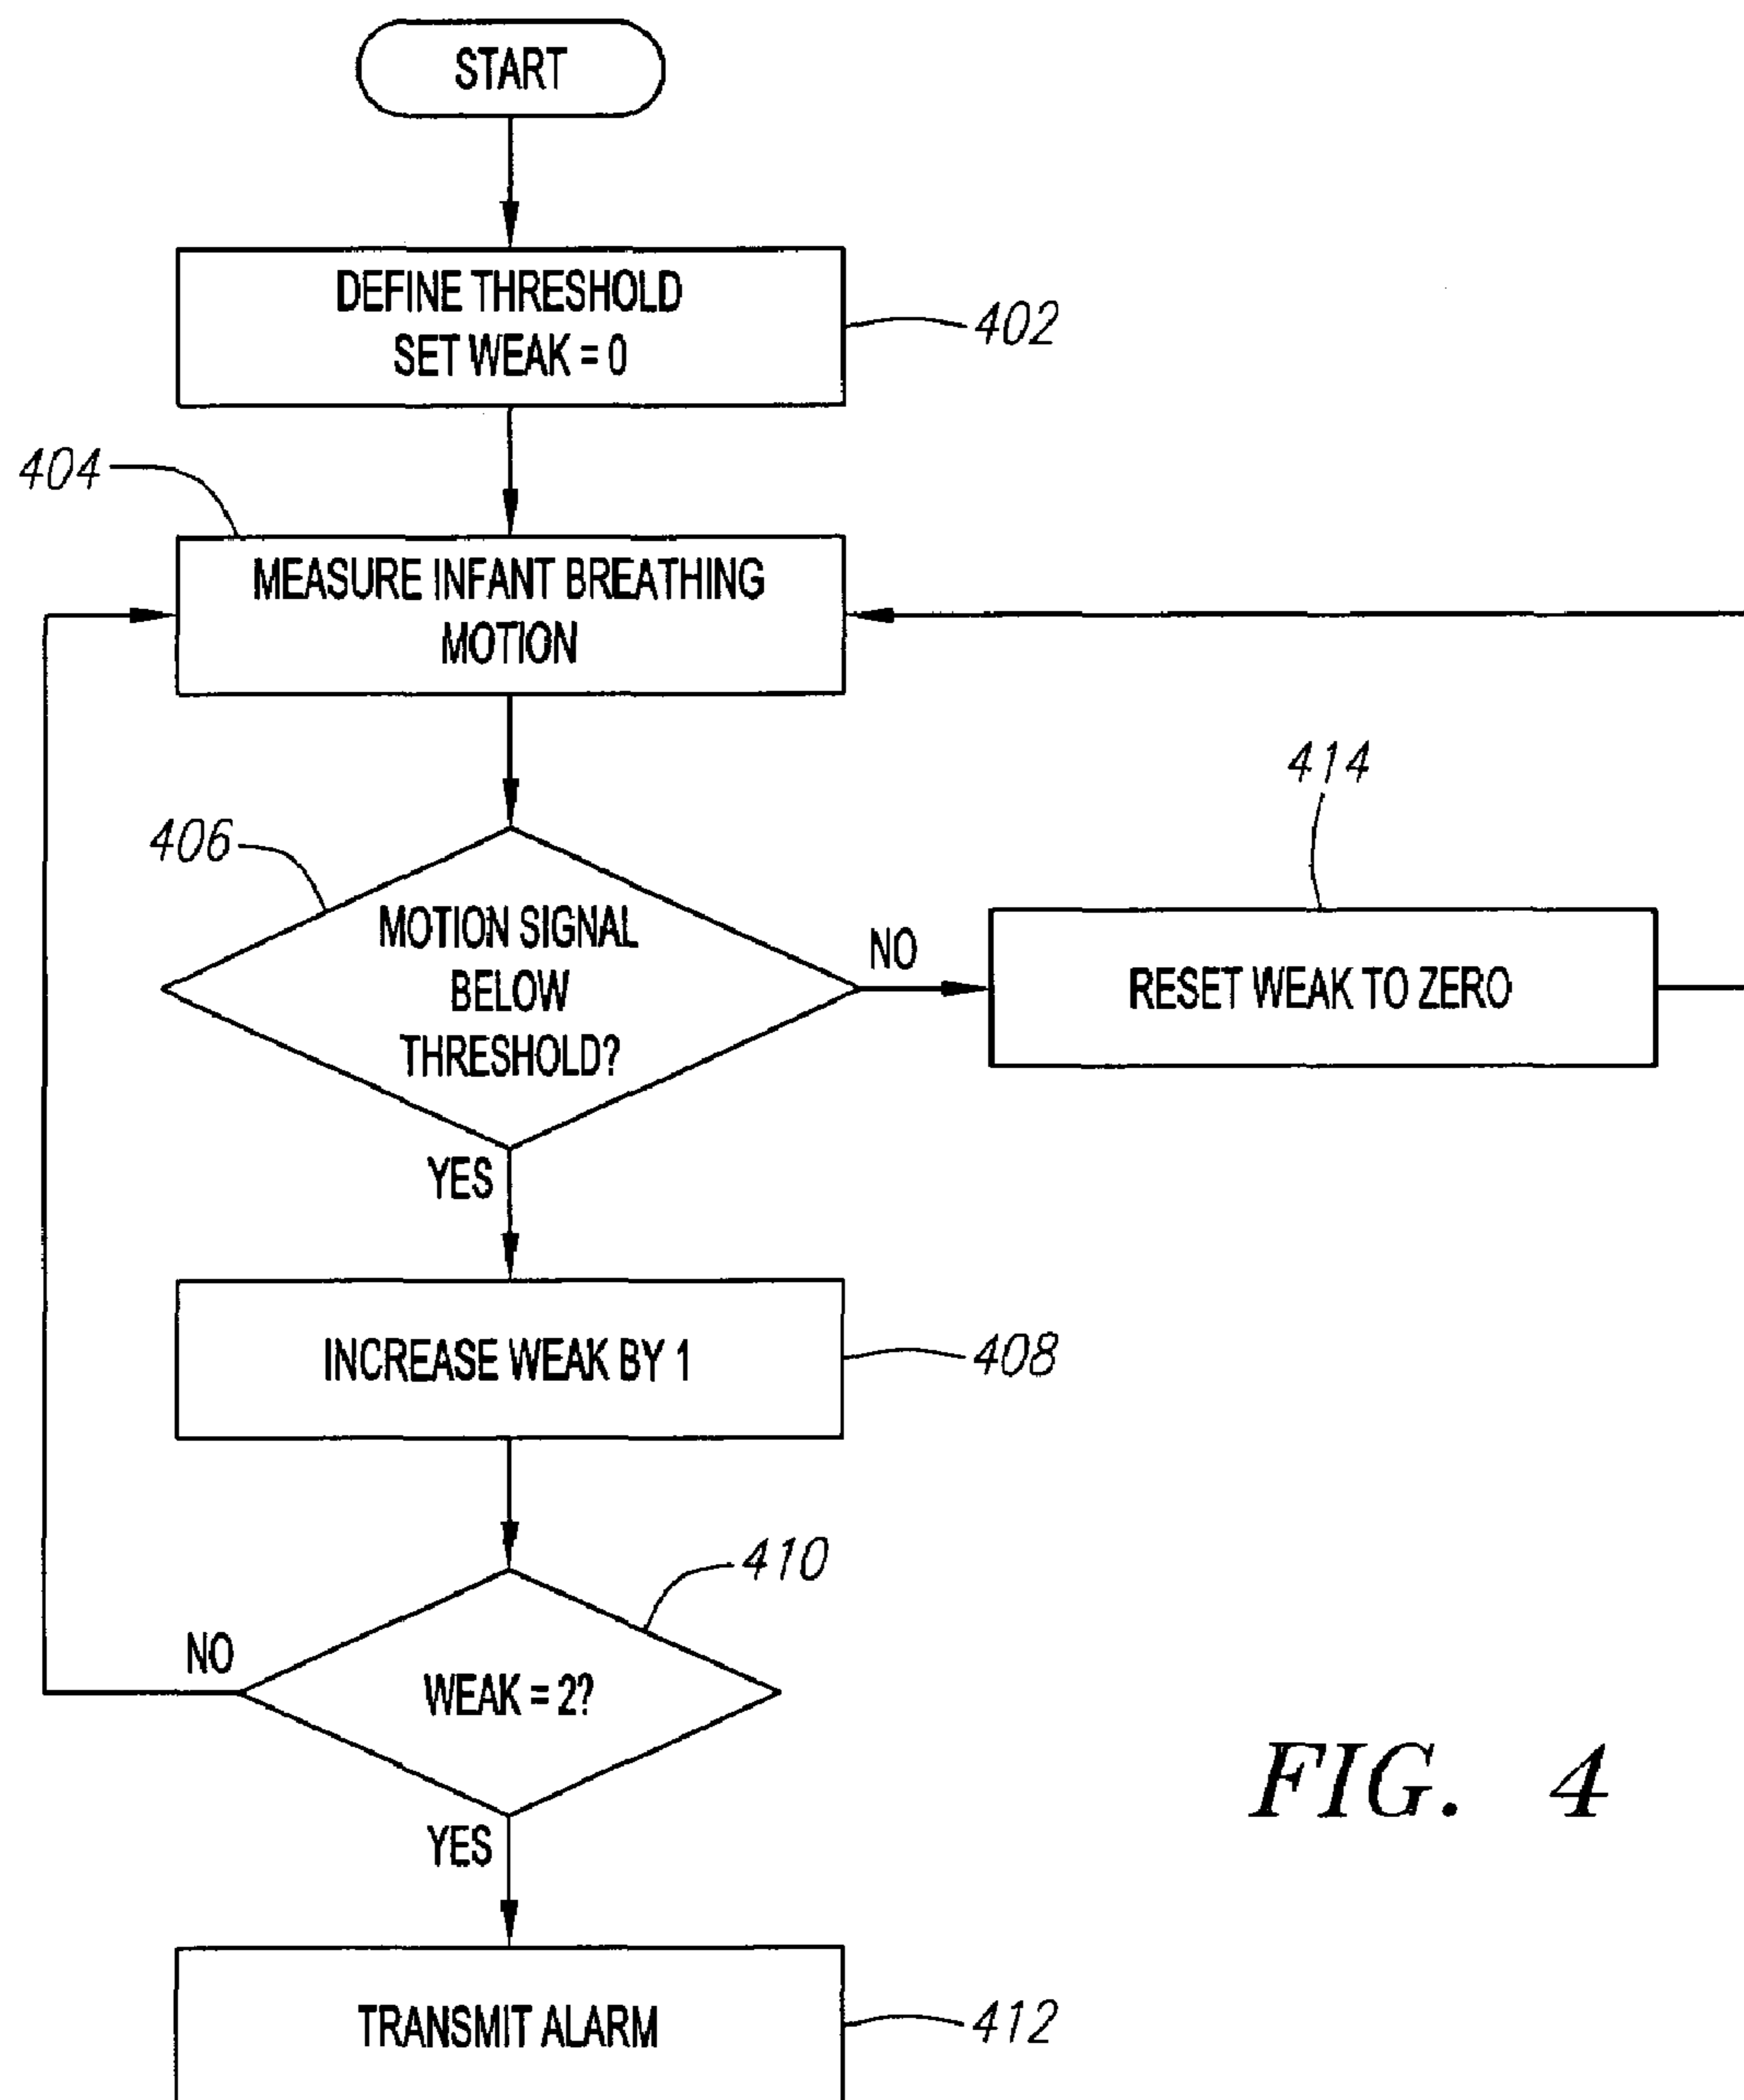 START
DEFINE THRESHOLD
SET WEAK = 0
402
404
MEASURE INFANT BREATHING
MOTION
406
MOTION SIGNAL
BELOW
THRESHOLD?
NO
414
RESET WEAK TO ZERO
YES
INCREASE WEAK BY 1
408
410
NO
WEAK = 2?
YES
FIG. 4
TRANSMIT ALARM
412